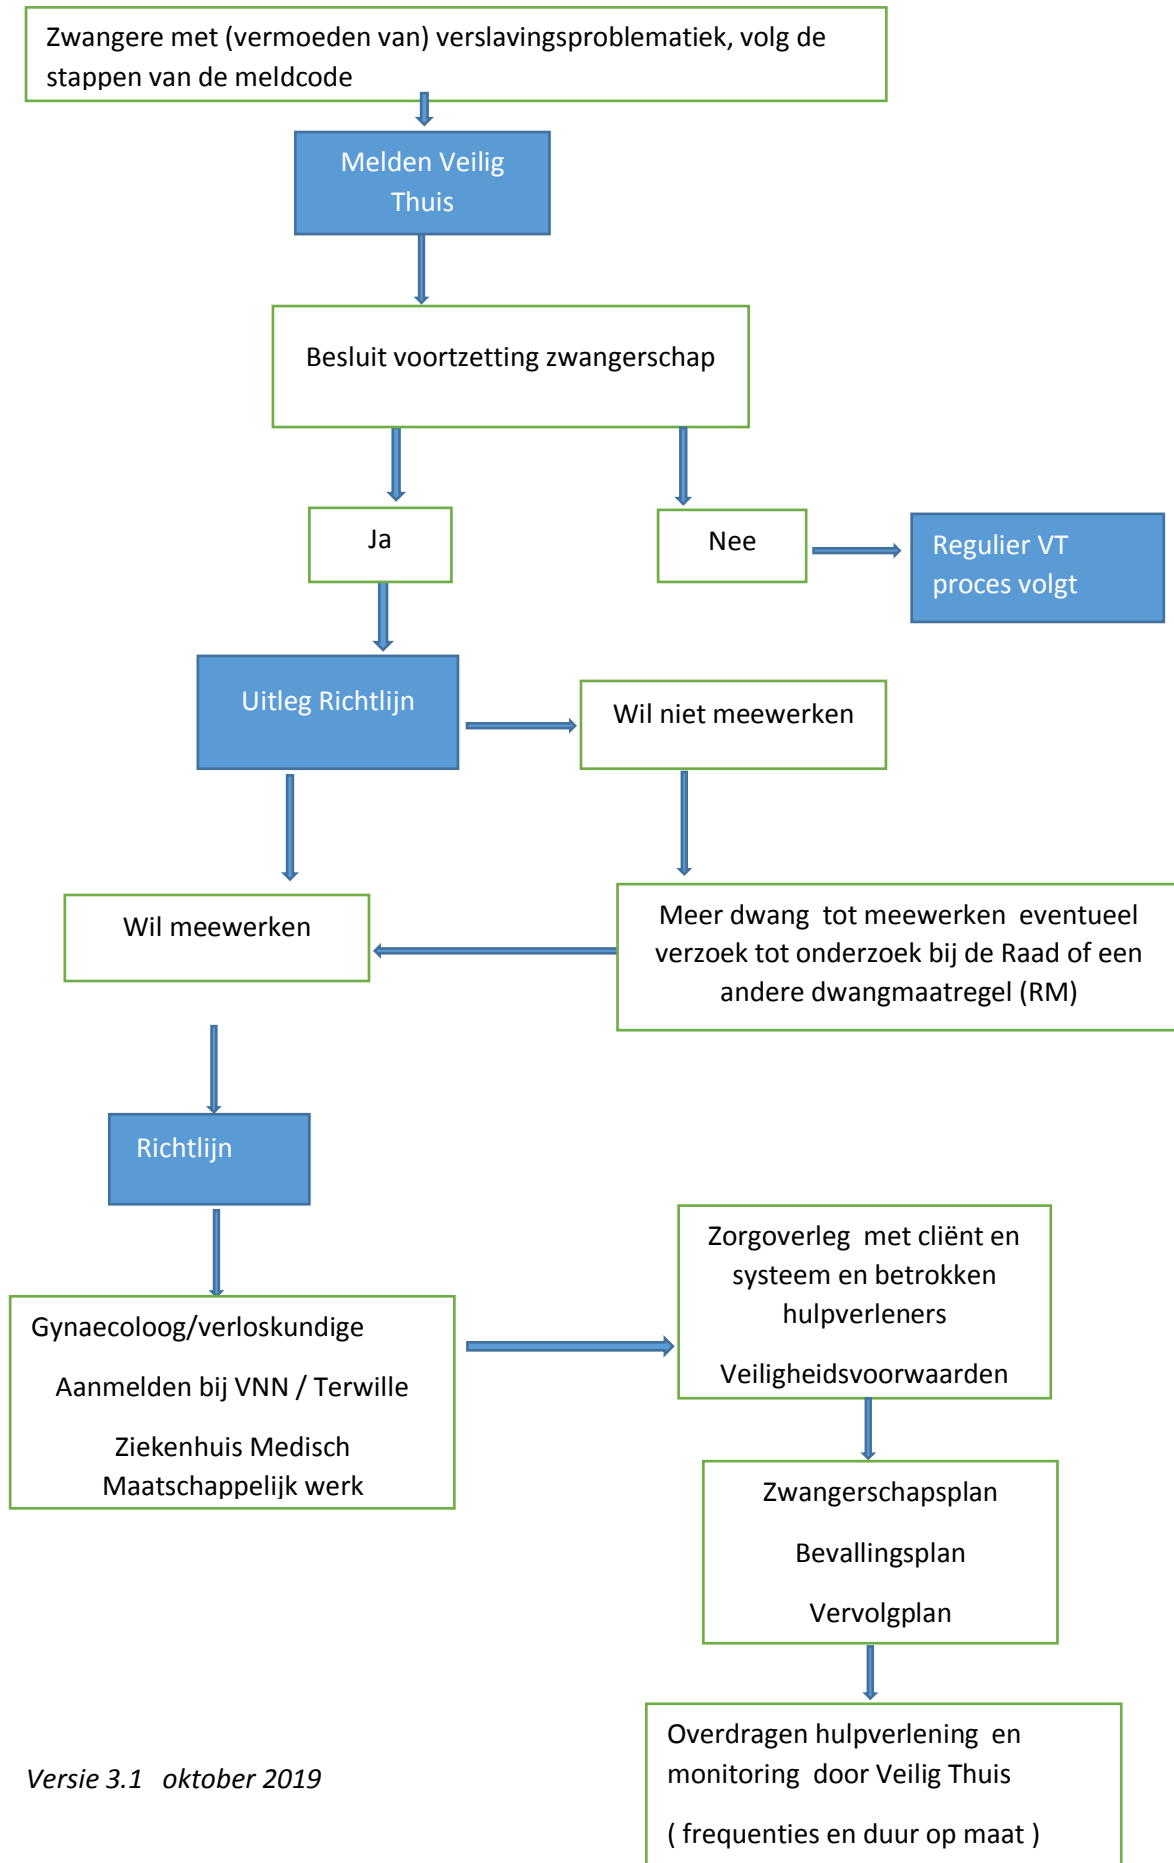 Zwangere met (vermoeden van) verslavingsproblematiek, volg de
stappen van de meldcode
Melden Veilig
Thuis
Besluit voortzetting zwangerschap
Ja
Nee
Regulier VT
proces volgt
Uitleg Richtlijn
Wil niet meewerken
Wil meewerken
Meer dwang tot meewerken eventueel
verzoek tot onderzoek bij de Raad of een
andere dwangmaatregel (RM)
Richtlijn
Gynaecoloog/verloskundige
Aanmelden bij VNN / Terwille
Ziekenhuis Medisch
Maatschappelijk werk
Zorgoverleg met cliënt en
systeem en betrokken
hulpverleners
Veiligheidsvoorwaarden
Zwangerschapsplan
Bevallingsplan
Vervolgplan
Overdragen hulpverlening en
monitoring door Veilig Thuis
( frequenties en duur op maat )
Versie 3.1 oktober 2019